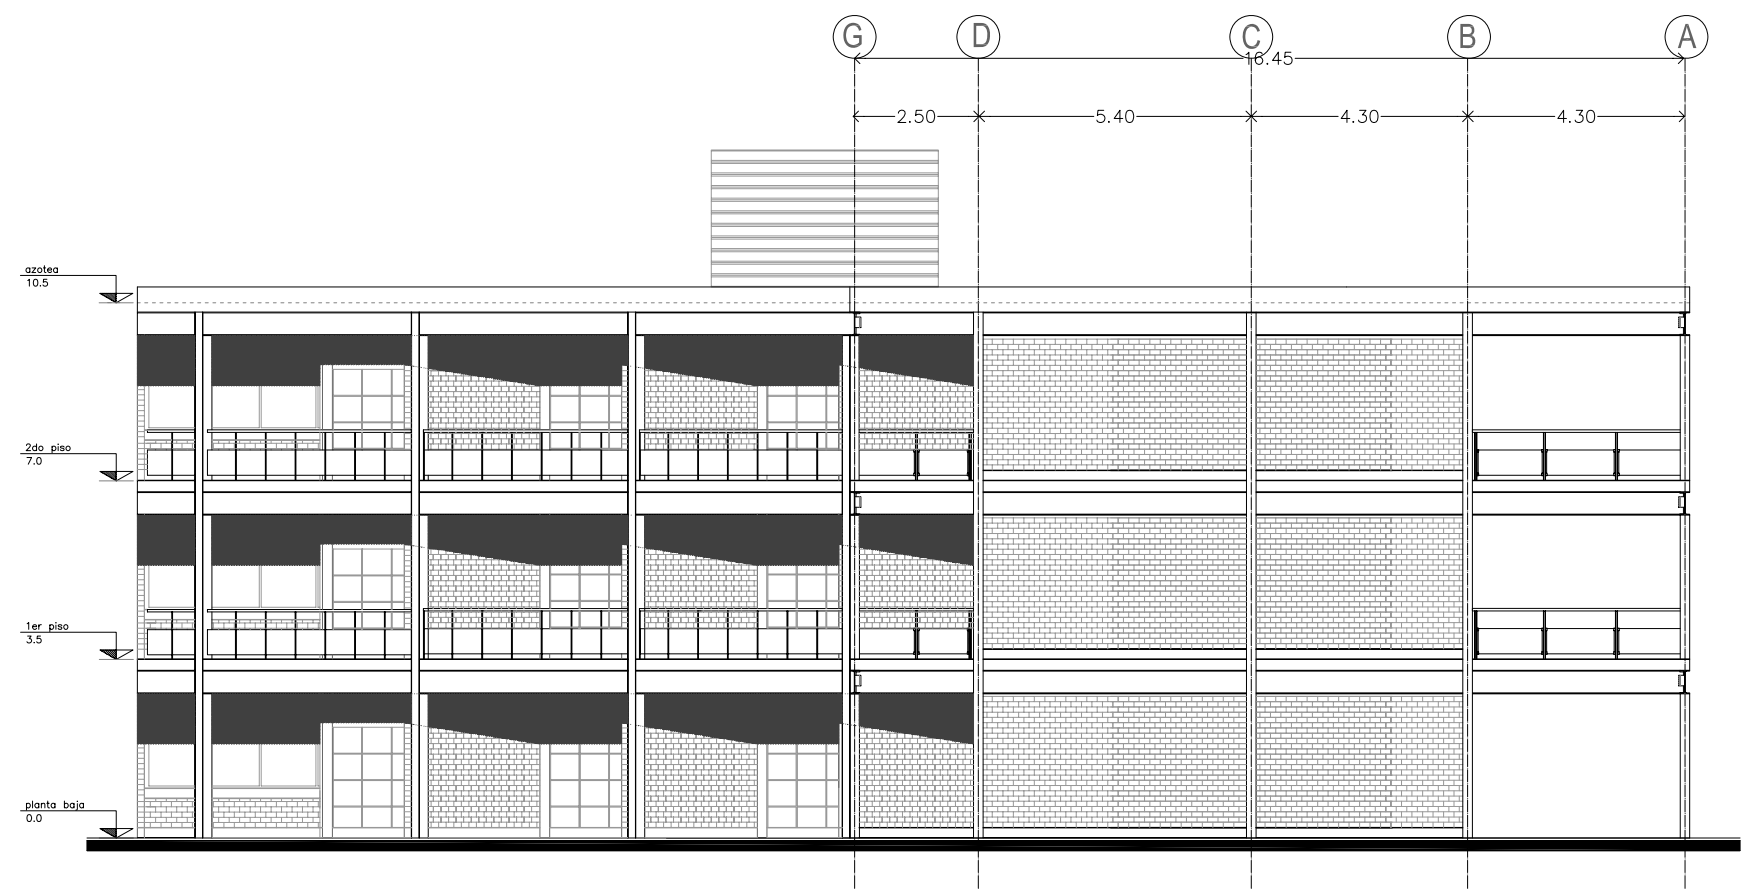 G D C B A
16.45
2.50 5.40 4.30 4.30
azotea
10.5
2do piso
7.0
1er piso
3.5
planta baja
0.0